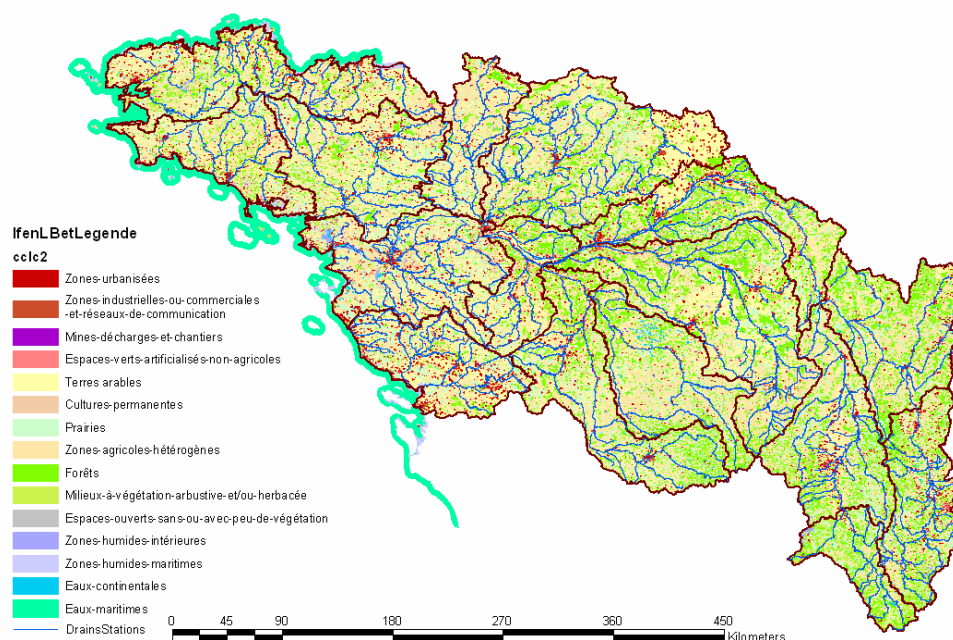 IfenLBetLegende
cclc2
Zones-urbanisées
Zones-industrielles-ou-commerciales
-et-réseaux-de-communication
Mines-décharges-et-chantiers
Espaces-verts-artificialisés-non-agricoles
Terres arables
Cultures-permanentes
Prairies
Zones-agricoles-hétérogènes
Forêts
Milieux-à-végétation-arbustive-et/ou-herbacée
Espaces-ouverts-sans-ou-avec-peu-de-végétation
Zones-humides-intérieures
Zones-humides-maritimes
Eaux-continentales
Eaux-maritimes
DrainsStations
0 45 90 180 270 360 450
Kilometers